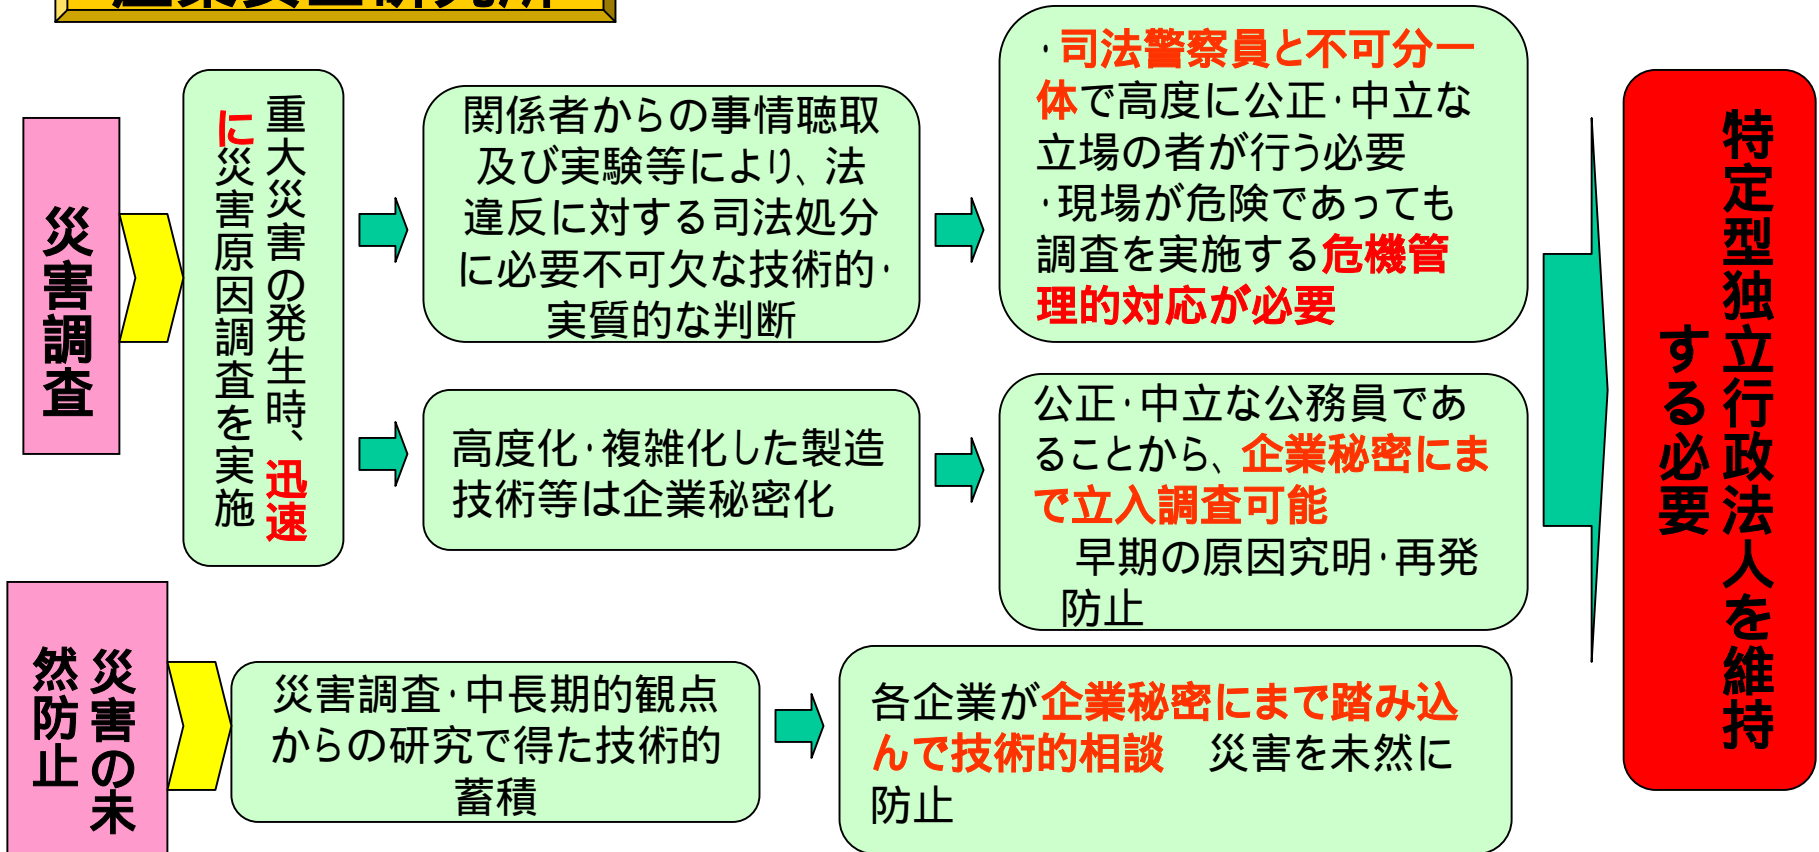 産業安全研究所
災害調査
重大災害の発生時、迅速
に災害原因調査を実施
関係者からの事情聴取
及び実験等により、法
違反に対する司法処分
に必要不可欠な技術的・
実質的な判断
・司法警察員と不可分一
体で高度に公正・中立な
立場の者が行う必要
・現場が危険であっても
調査を実施する危機管
理的対応が必要
高度化・複雑化した製造
技術等は企業秘密化
公正・中立な公務員であ
ることから、企業秘密にま
で立入調査可能
早期の原因究明・再発
防止
災害の未
然防止
災害調査・中長期的観点
からの研究で得た技術的
蓄積
各企業が企業秘密にまで踏み込
んで技術的相談　災害を未然に
防止
特定型独立行政法人を維持
する必要